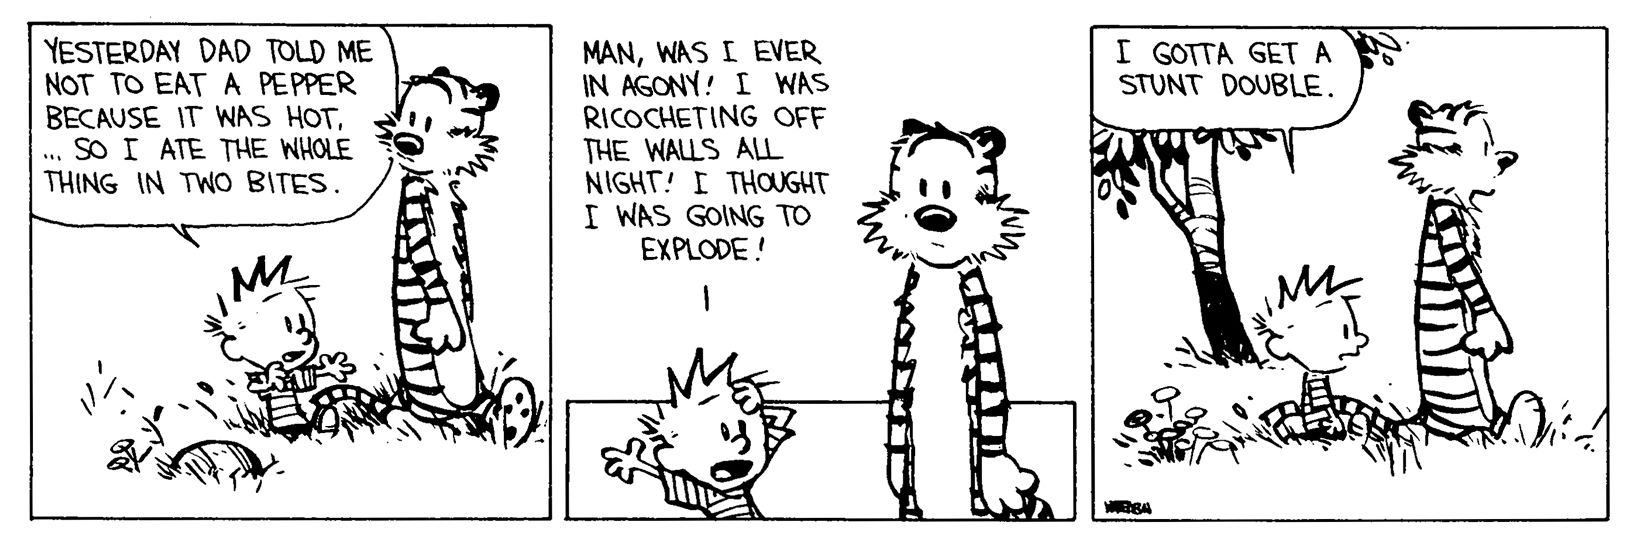 YESTERDAY DAD TOLD ME
NOT TO EAT A PEPPER
BECAUSE IT WAS HOT,
... SO I ATE THE WHOLE
THING IN TWO BITES.
MAN, WAS I EVER
IN AGONY! I WAS
RICOCHETING OFF
THE WALLS ALL
NIGHT! I THOUGHT
I WAS GOING TO
EXPLODE!
I GOTTA GET A
STUNT DOUBLE.